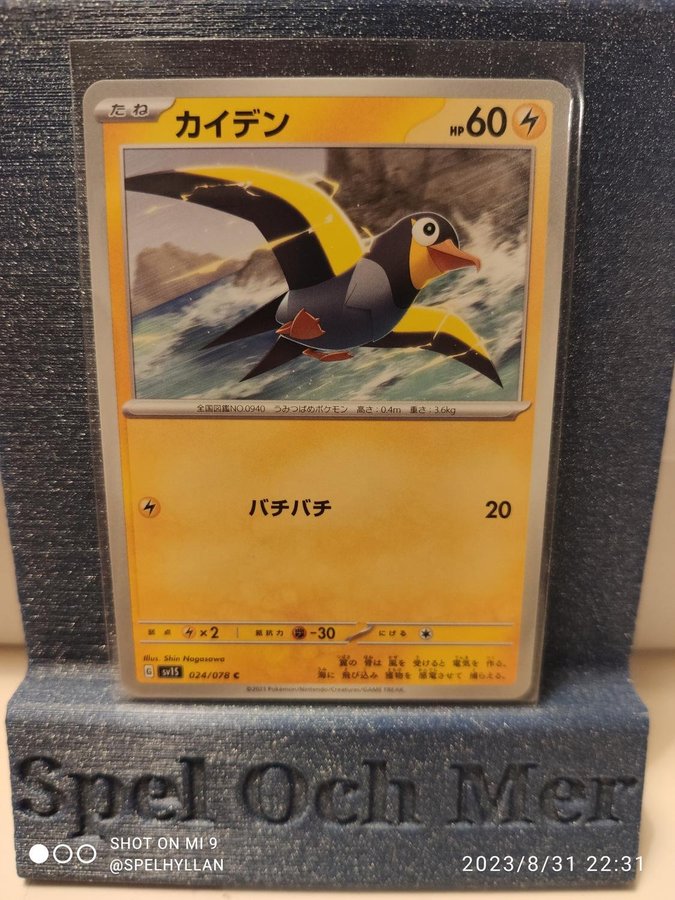 たね
カイデン
HP60
全国図鑑NO.0940 うみつばめポケモン 高さ:0.4m 重さ:3.6kg
バチバチ 20
弱点 ×2 抵抗力 -30 にげる
Illus. Shin Nagasawa
翼の 骨は 風を 受けると 電気を 作る。
海に 飛び込み 獲物を 感電させて 捕らえる。
G sv1S 024/078 C
©2023 Pokémon/Nintendo/Creatures/GAME FREAK.
Spel Och Mer
SHOT ON MI 9
@SPELHYLLAN
2023/8/31 22:31